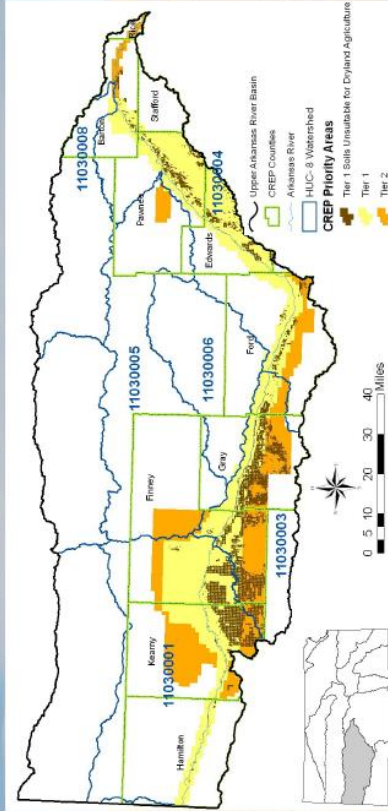 Hamilton
Kearny
Finney
Gray
Ford
Edwards
Pawnee
Barton
Stafford
Rice
11030001
11030003
11030005
11030006
11030004
11030008
Upper Arkansas River Basin
CREP Counties
Arkansas River
HUC- 8 Watershed
CREP Priority Areas
Tier 1 Soils Unsuitable for Dryland Agriculture
Tier 1
Tier 2
0 5 10 20 30 40
Miles